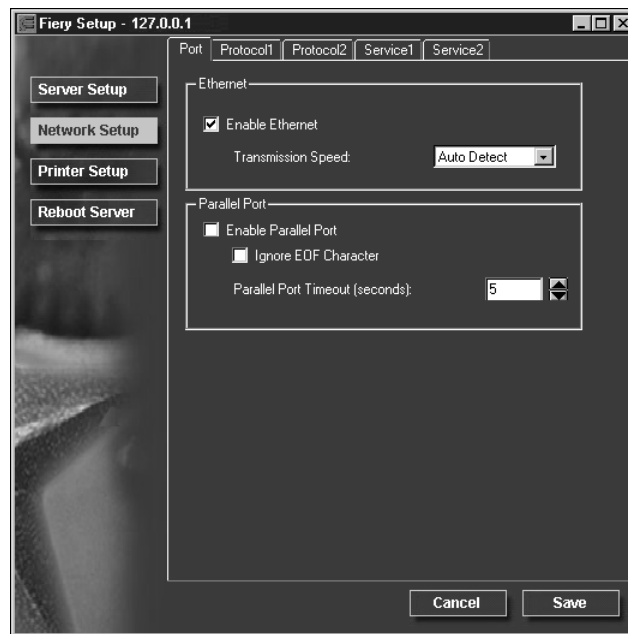 Fiery Setup - 127.0.0.1
Port Protocol1 Protocol2 Service1 Service2
Server Setup
Network Setup
Printer Setup
Reboot Server
Ethernet
Enable Ethernet
Transmission Speed: Auto Detect
Parallel Port
Enable Parallel Port
Ignore EOF Character
Parallel Port Timeout (seconds): 5
Cancel Save